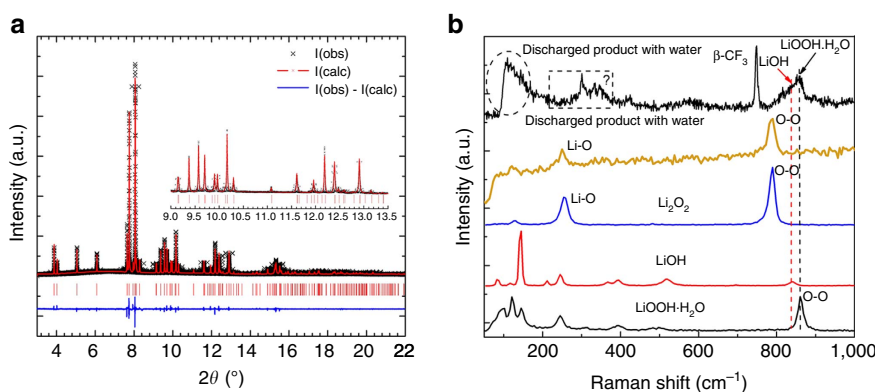 a
I(obs)
I(calc)
I(obs) - I(calc)
Intensity (a.u.)
9.0 9.5 10.0 10.5 11.0 11.5 12.0 12.5 13.0 13.5
4 6 8 10 12 14 16 18 20 22
2θ (°)
b
Discharged product with water
β-CF₃
LiOOH.H₂O
LiOH
?
Discharged product with water
O-O
Li-O
O-O
Li-O
Li₂O₂
LiOH
O-O
LiOOH·H₂O
Intensity (a.u.)
200 400 600 800 1,000
Raman shift (cm⁻¹)